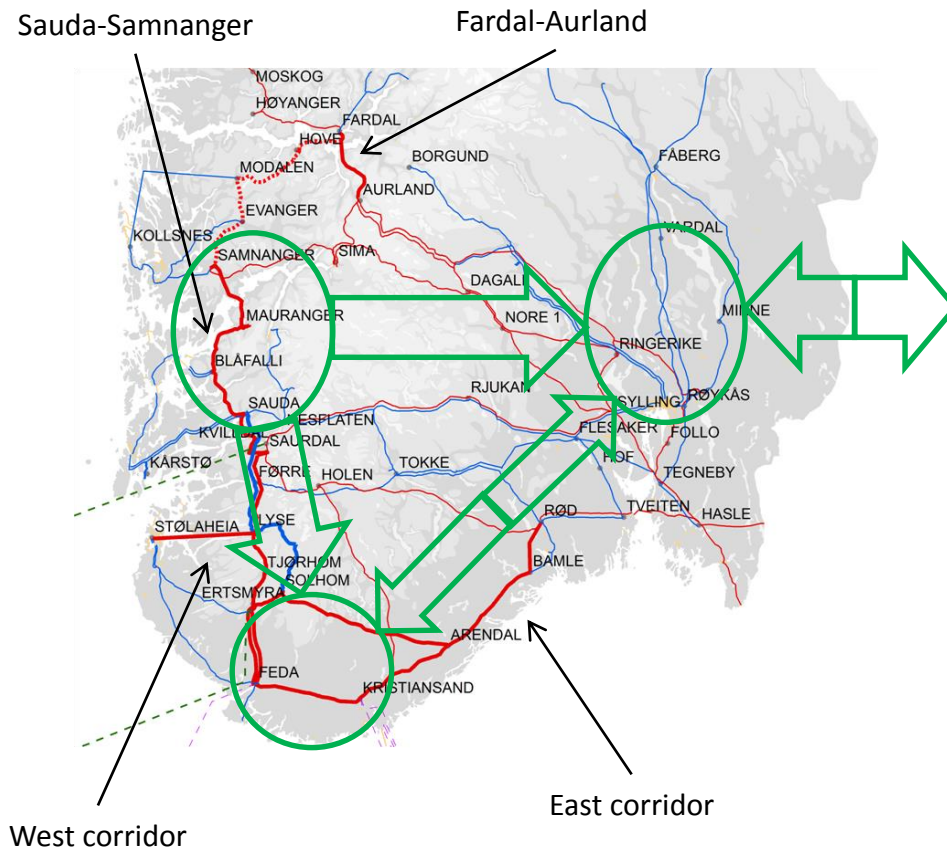 Sauda-Samnanger
Fardal-Aurland
MOSKOG
HØYANGER
FARDAL
HOVE
BORGUND
FÅBERG
MODALEN
AURLAND
EVANGER
VARDAL
KOLLSNES
SAMNANGER
SIMA
DAGALI
MAURANGER
NORE 1
MINNE
RINGERIKE
BLÅFALLI
RJUKAN
SYLLING
RØYKÅS
SAUDA
NESFLATEN
KVILLDAL
SAURDAL
FLESAKER
FOLLO
KÅRSTØ
FØRRE
HOLEN
TOKKE
HOF
TEGNEBY
STØLAHEIA
LYSE
RØD
TVEITEN
HASLE
TJØRHOM
SOLHOM
BAMLE
ERTSMYRA
ARENDAL
FEDA
KRISTIANSAND
East corridor
West corridor